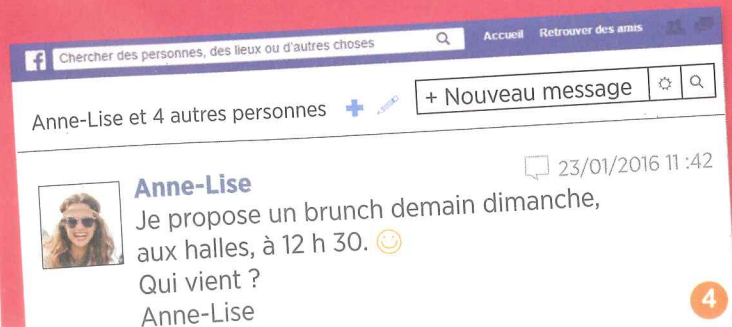 f Chercher des personnes, des lieux ou d'autres choses Accueil Retrouver des amis
Anne-Lise et 4 autres personnes + Nouveau message
Anne-Lise 23/01/2016 11 :42
Je propose un brunch demain dimanche,
aux halles, à 12 h 30.
Qui vient ?
Anne-Lise
4